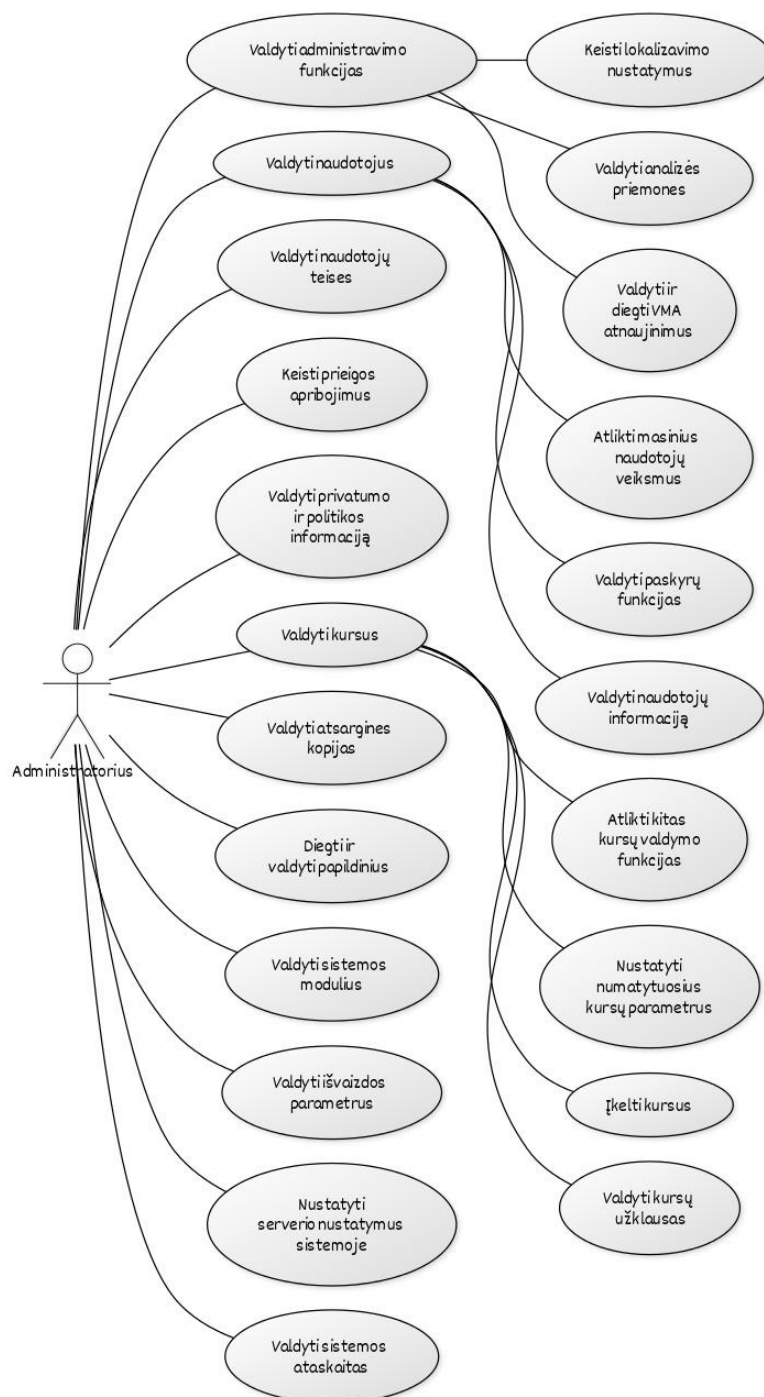 Valdyti administravimo
funkcijas
Keisti lokalizavimo
nustatymus
Valdyti naudotojus
Valdyti analizės
priemones
Valdyti naudotojų
teises
Valdyti ir
diegti VMA
atnaujinimus
Keisti prieigos
apribojimus
Atlikti masinius
naudotojų
veiksmus
Valdyti privatumo
ir politikos
informaciją
Valdyti paskyrų
funkcijas
Valdyti kursus
Valdyti naudotojų
informaciją
Administratorius
Valdyti atsargines
kopijas
Atlikti kitas
kursų valdymo
funkcijas
Diegti ir
valdyti papildinius
Valdyti sistemos
modulius
Nustatyti
numatytuosius
kursų parametrus
Valdyti išvaizdos
parametrus
Įkelti kursus
Nustatyti
serverio nustatymus
sistemoje
Valdyti kursų
užklausas
Valdyti sistemos
ataskaitas